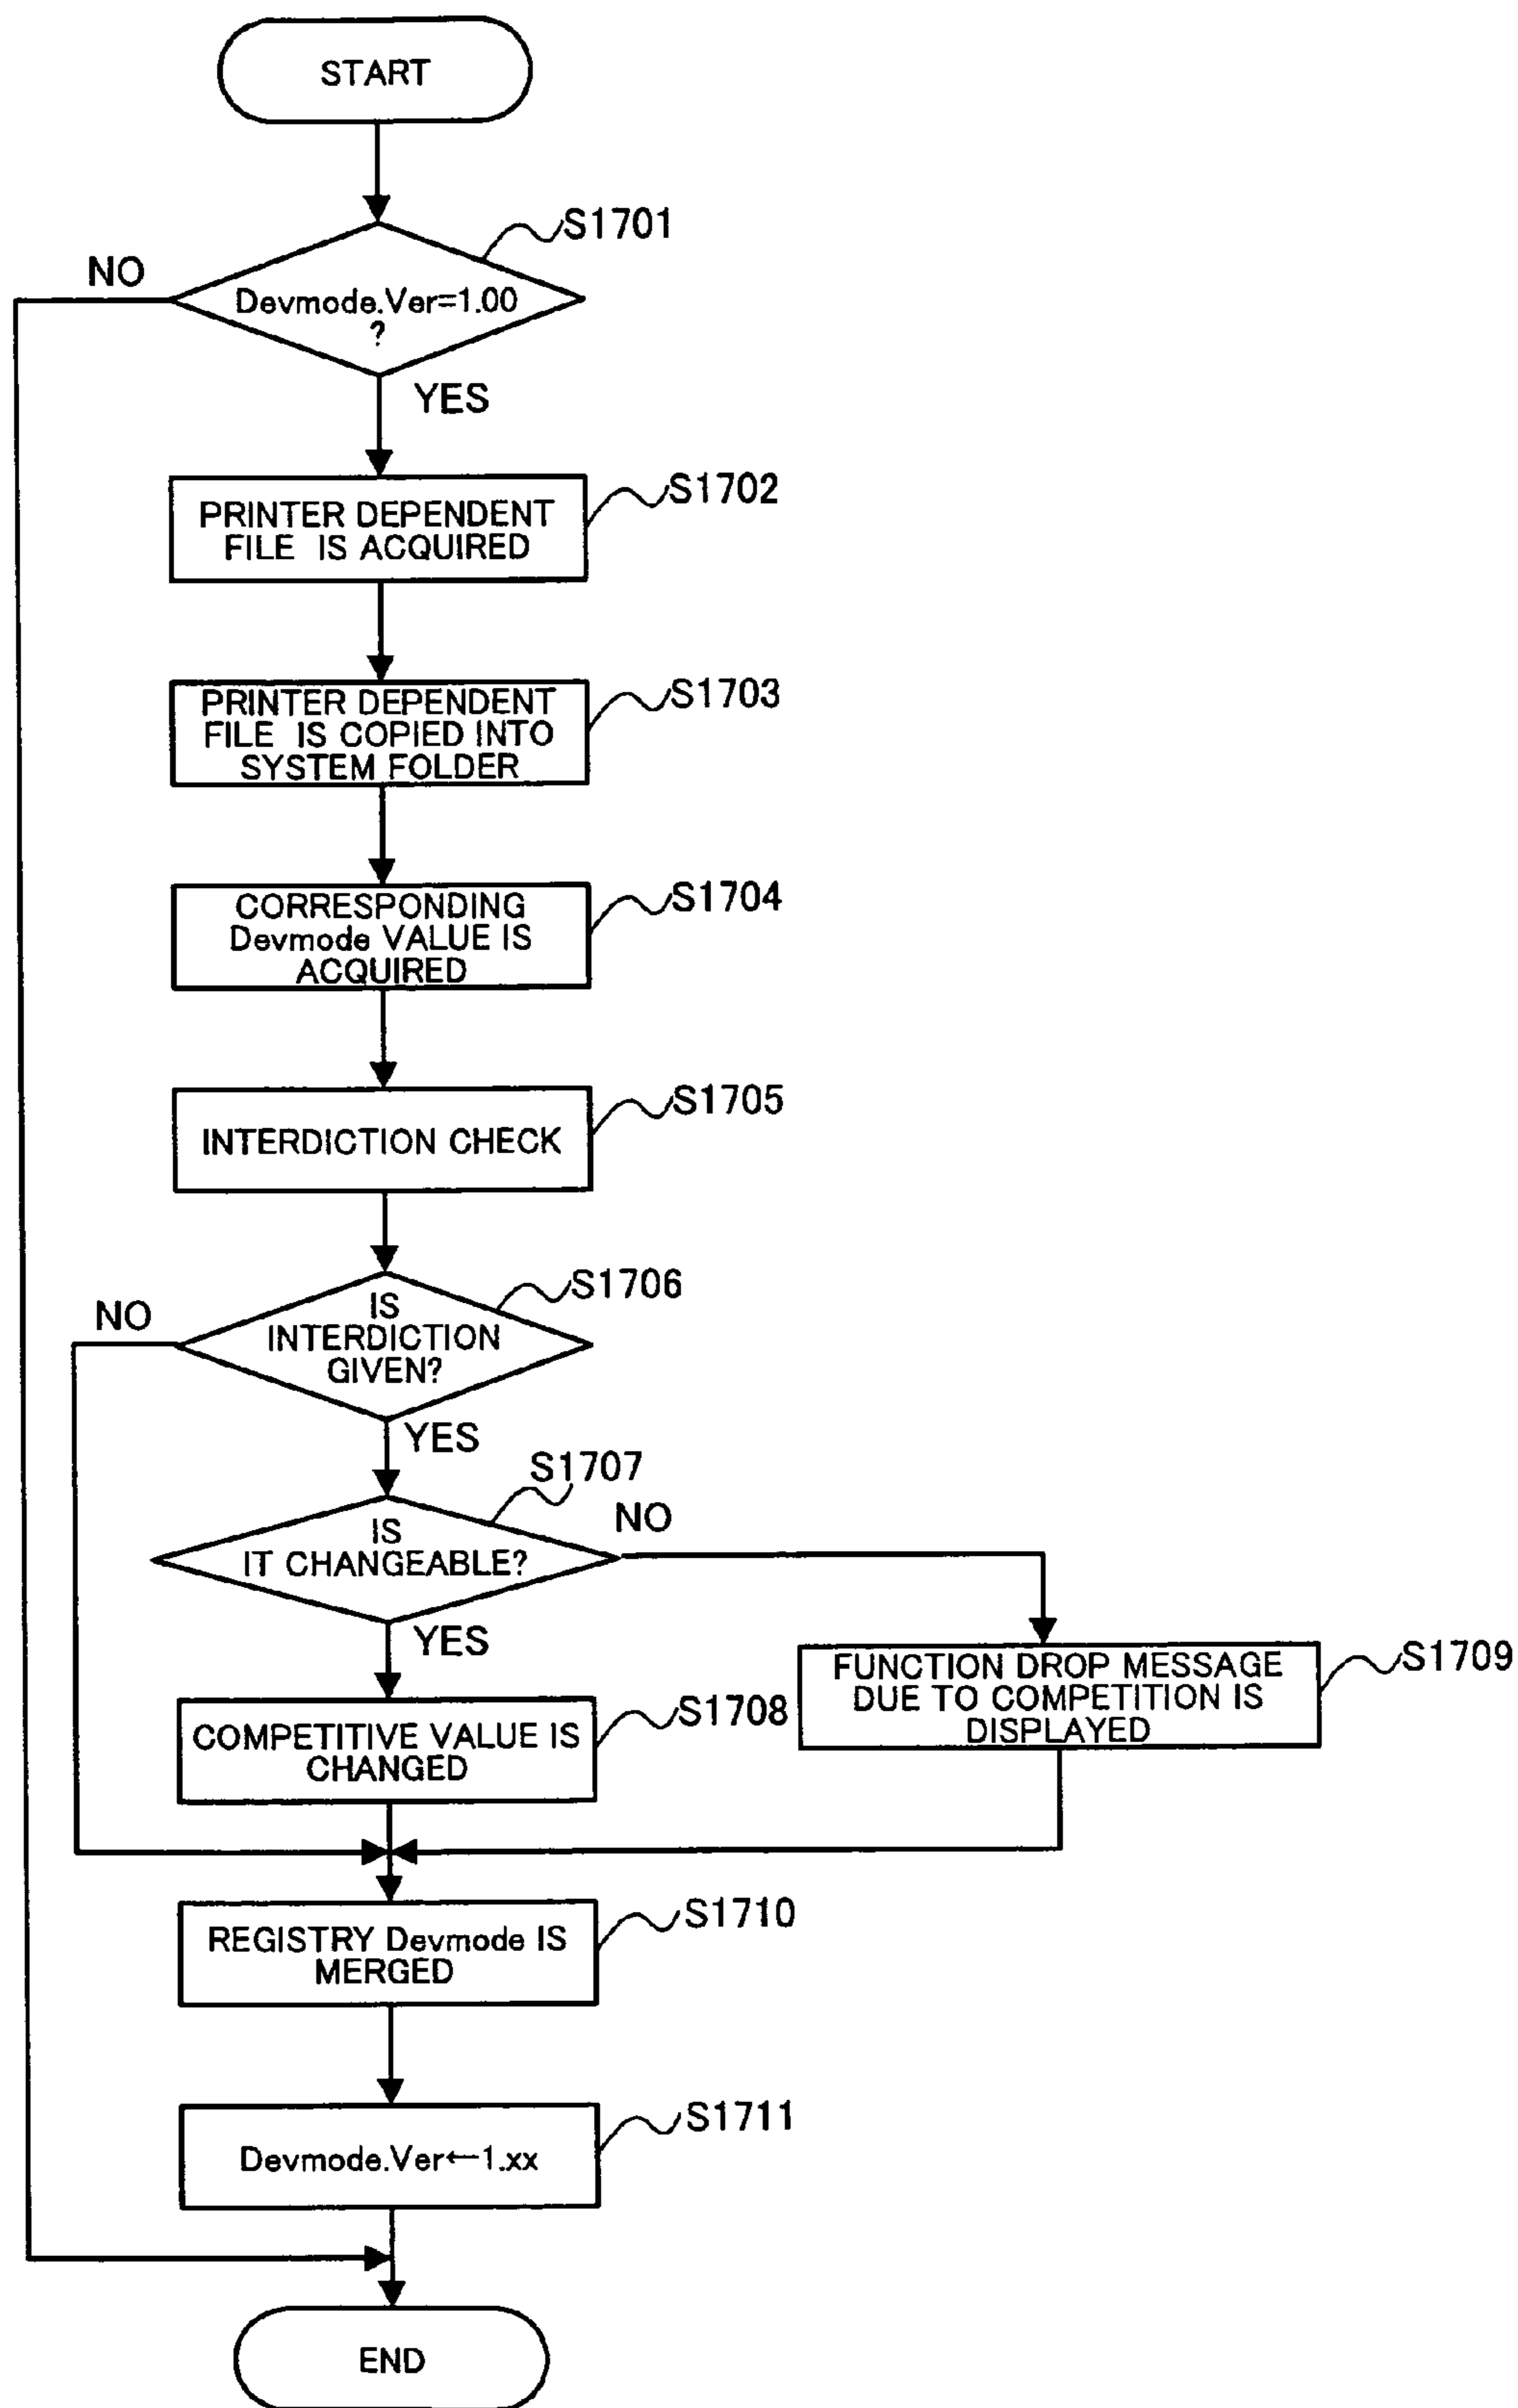 START
S1701
NO
Devmode.Ver=1.00
?
YES
S1702
PRINTER DEPENDENT
FILE IS ACQUIRED
S1703
PRINTER DEPENDENT
FILE IS COPIED INTO
SYSTEM FOLDER
S1704
CORRESPONDING
Devmode VALUE IS
ACQUIRED
S1705
INTERDICTION CHECK
S1706
NO
IS
INTERDICTION
GIVEN?
YES
S1707
NO
IS
IT CHANGEABLE?
YES
S1709
FUNCTION DROP MESSAGE
DUE TO COMPETITION IS
DISPLAYED
S1708
COMPETITIVE VALUE IS
CHANGED
S1710
REGISTRY Devmode IS
MERGED
S1711
Devmode.Ver←1.xx
END